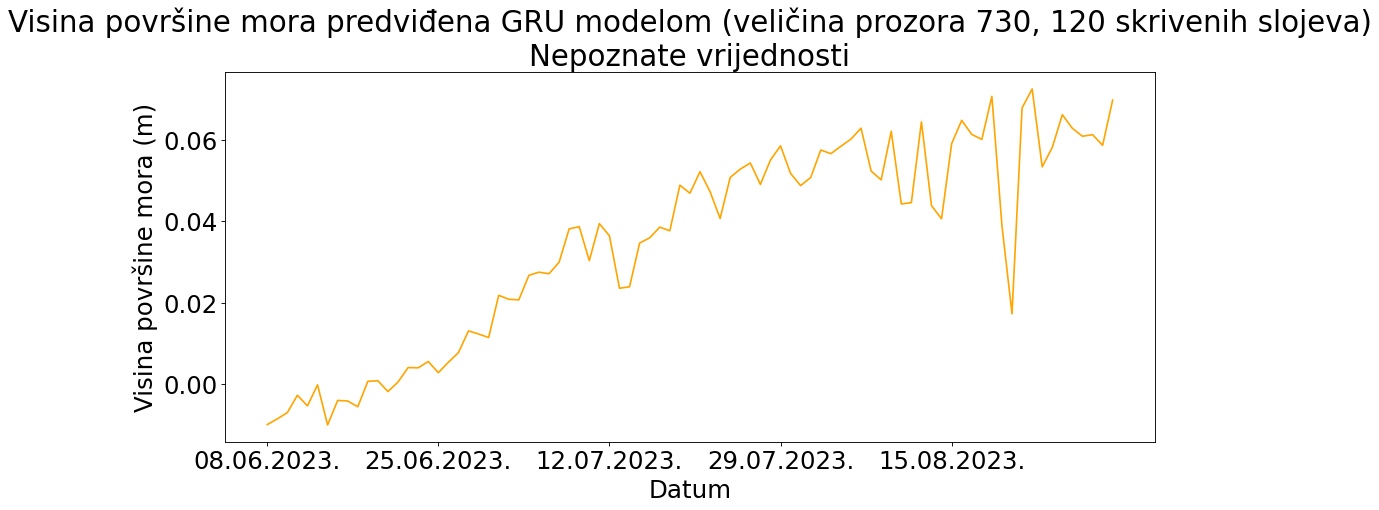 Visina površine mora predviđena GRU modelom (veličina prozora 730, 120 skrivenih slojeva)
Nepoznate vrijednosti
Visina površine mora (m)
0.06
0.04
0.02
0.00
08.06.2023. 25.06.2023. 12.07.2023. 29.07.2023. 15.08.2023.
Datum